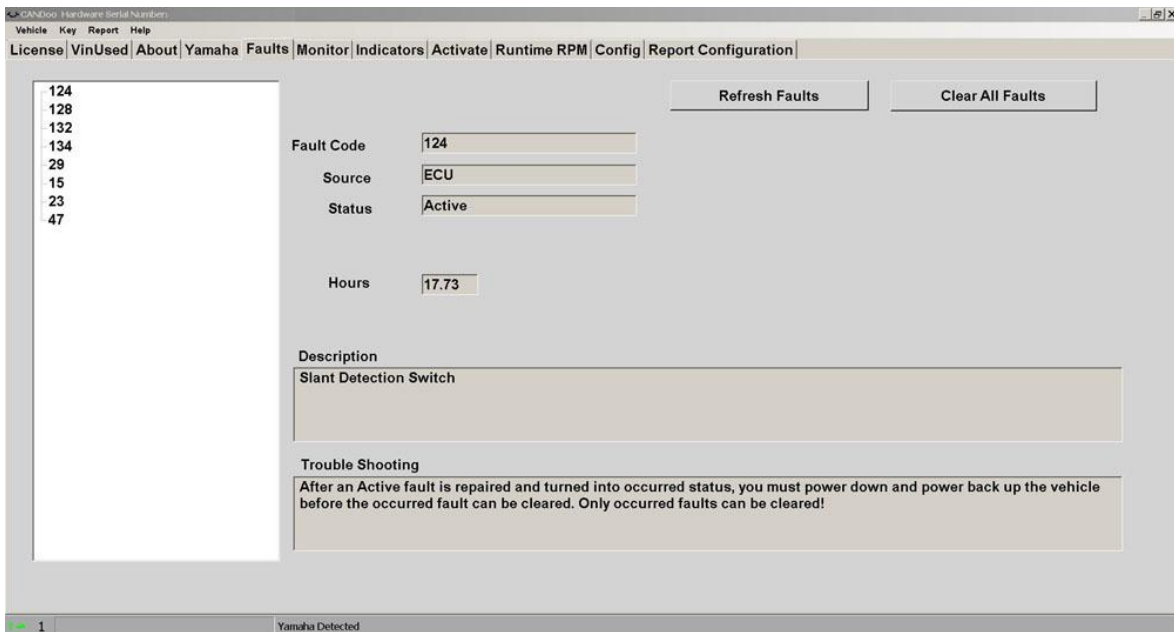 CANDoo Hardware Serial Number:
Vehicle Key Report Help
License VinUsed About Yamaha Faults Monitor Indicators Activate Runtime RPM Config Report Configuration
124
128
132
134
29
15
23
47
Refresh Faults Clear All Faults
Fault Code 124
Source ECU
Status Active
Hours 17.73
Description
Slant Detection Switch
Trouble Shooting
After an Active fault is repaired and turned into occurred status, you must power down and power back up the vehicle
before the occurred fault can be cleared. Only occurred faults can be cleared!
1 Yamaha Detected